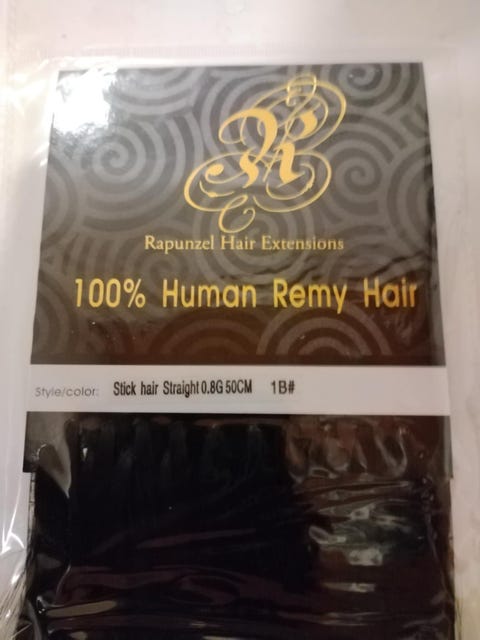 R
Rapunzel Hair Extensions
100% Human Remy Hair
Style/color: Stick hair Straight 0.8G 50CM 1B#